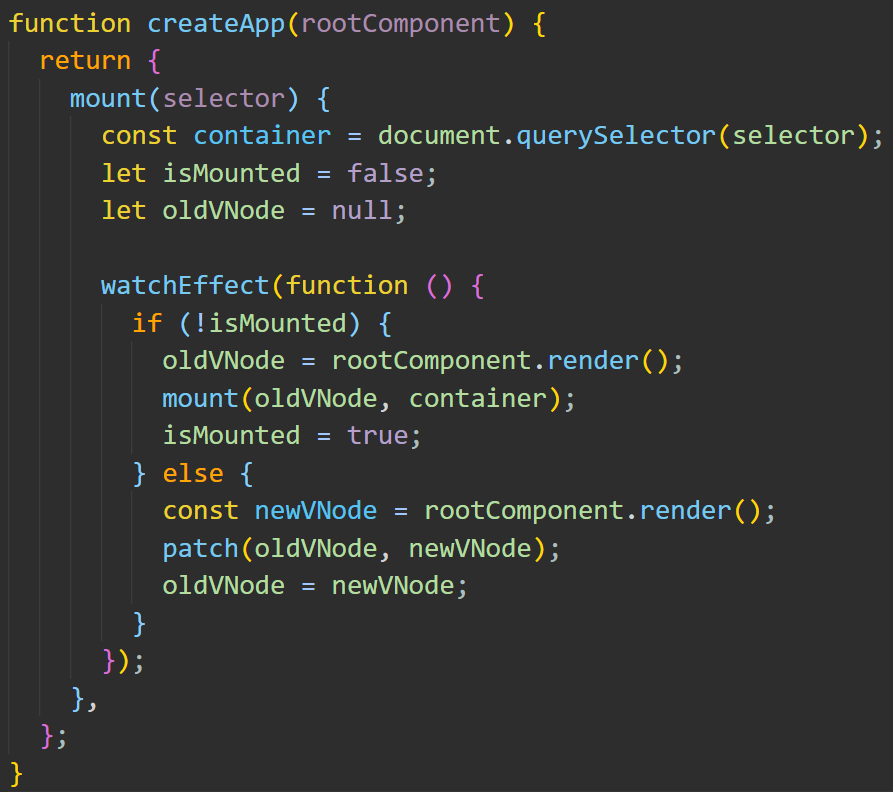 function createApp(rootComponent) {
  return {
    mount(selector) {
      const container = document.querySelector(selector);
      let isMounted = false;
      let oldVNode = null;

      watchEffect(function () {
        if (!isMounted) {
          oldVNode = rootComponent.render();
          mount(oldVNode, container);
          isMounted = true;
        } else {
          const newVNode = rootComponent.render();
          patch(oldVNode, newVNode);
          oldVNode = newVNode;
        }
      });
    },
  };
}